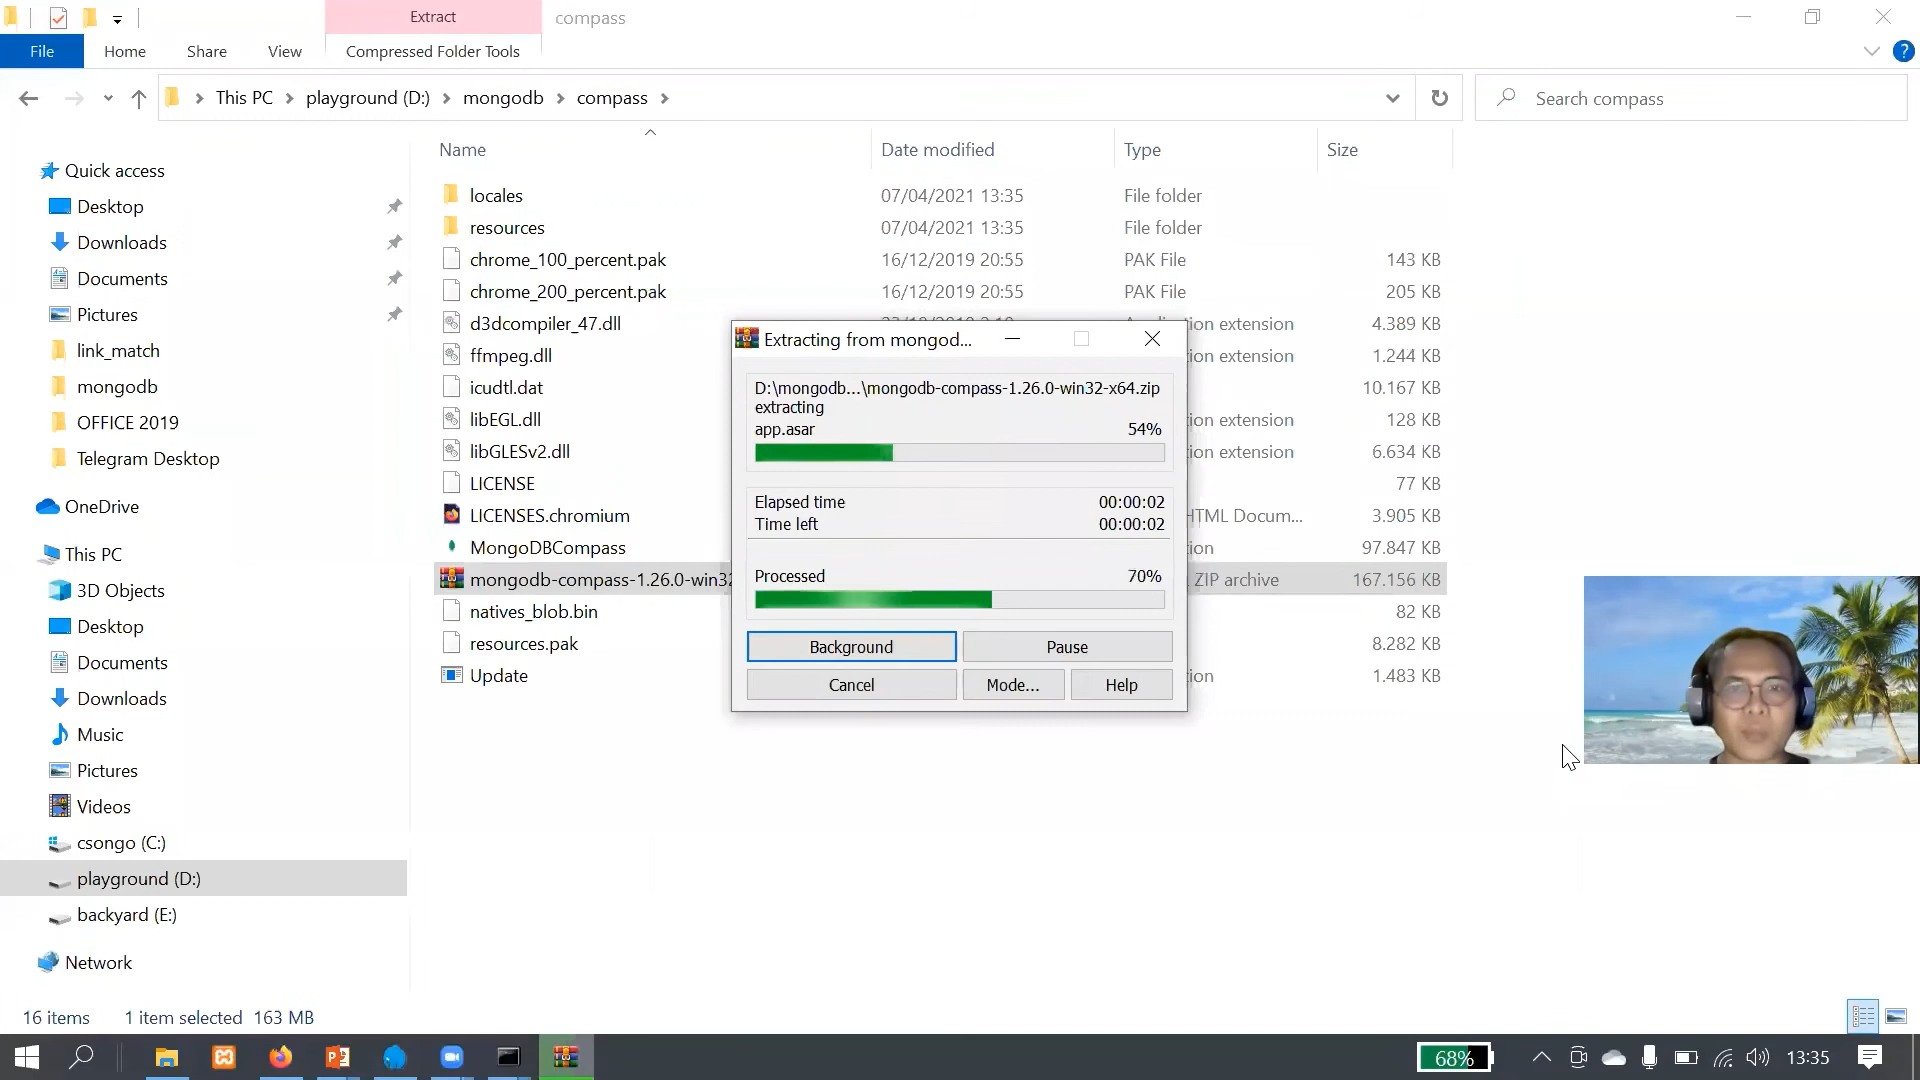 Extract
compass
File
Home
Share
View
Compressed Folder Tools
This PC
playground (D:)
mongodb
compass
Search compass
Name
Date modified
Type
Size
Quick access
Desktop
Downloads
Documents
Pictures
link_match
mongodb
OFFICE 2019
Telegram Desktop
OneDrive
This PC
3D Objects
Desktop
Documents
Downloads
Music
Pictures
Videos
csongo (C:)
playground (D:)
backyard (E:)
Network
locales 07/04/2021 13:35 File folder
resources 07/04/2021 13:35 File folder
chrome_100_percent.pak 16/12/2019 20:55 PAK File 143 KB
chrome_200_percent.pak 16/12/2019 20:55 PAK File 205 KB
d3dcompiler_47.dll tion extension 4.389 KB
ffmpeg.dll ion extension 1.244 KB
icudtl.dat 10.167 KB
libEGL.dll ion extension 128 KB
libGLESv2.dll ion extension 6.634 KB
LICENSE 77 KB
LICENSES.chromium HTML Docum... 3.905 KB
MongoDBCompass ion 97.847 KB
mongodb-compass-1.26.0-win32 ZIP archive 167.156 KB
natives_blob.bin 82 KB
resources.pak 8.282 KB
Update ion 1.483 KB
Extracting from mongod...
D:\mongodb...\mongodb-compass-1.26.0-win32-x64.zip
extracting
app.asar 54%
Elapsed time 00:00:02
Time left 00:00:02
Processed 70%
Background
Pause
Cancel
Mode...
Help
16 items 1 item selected 163 MB
68%
13:35